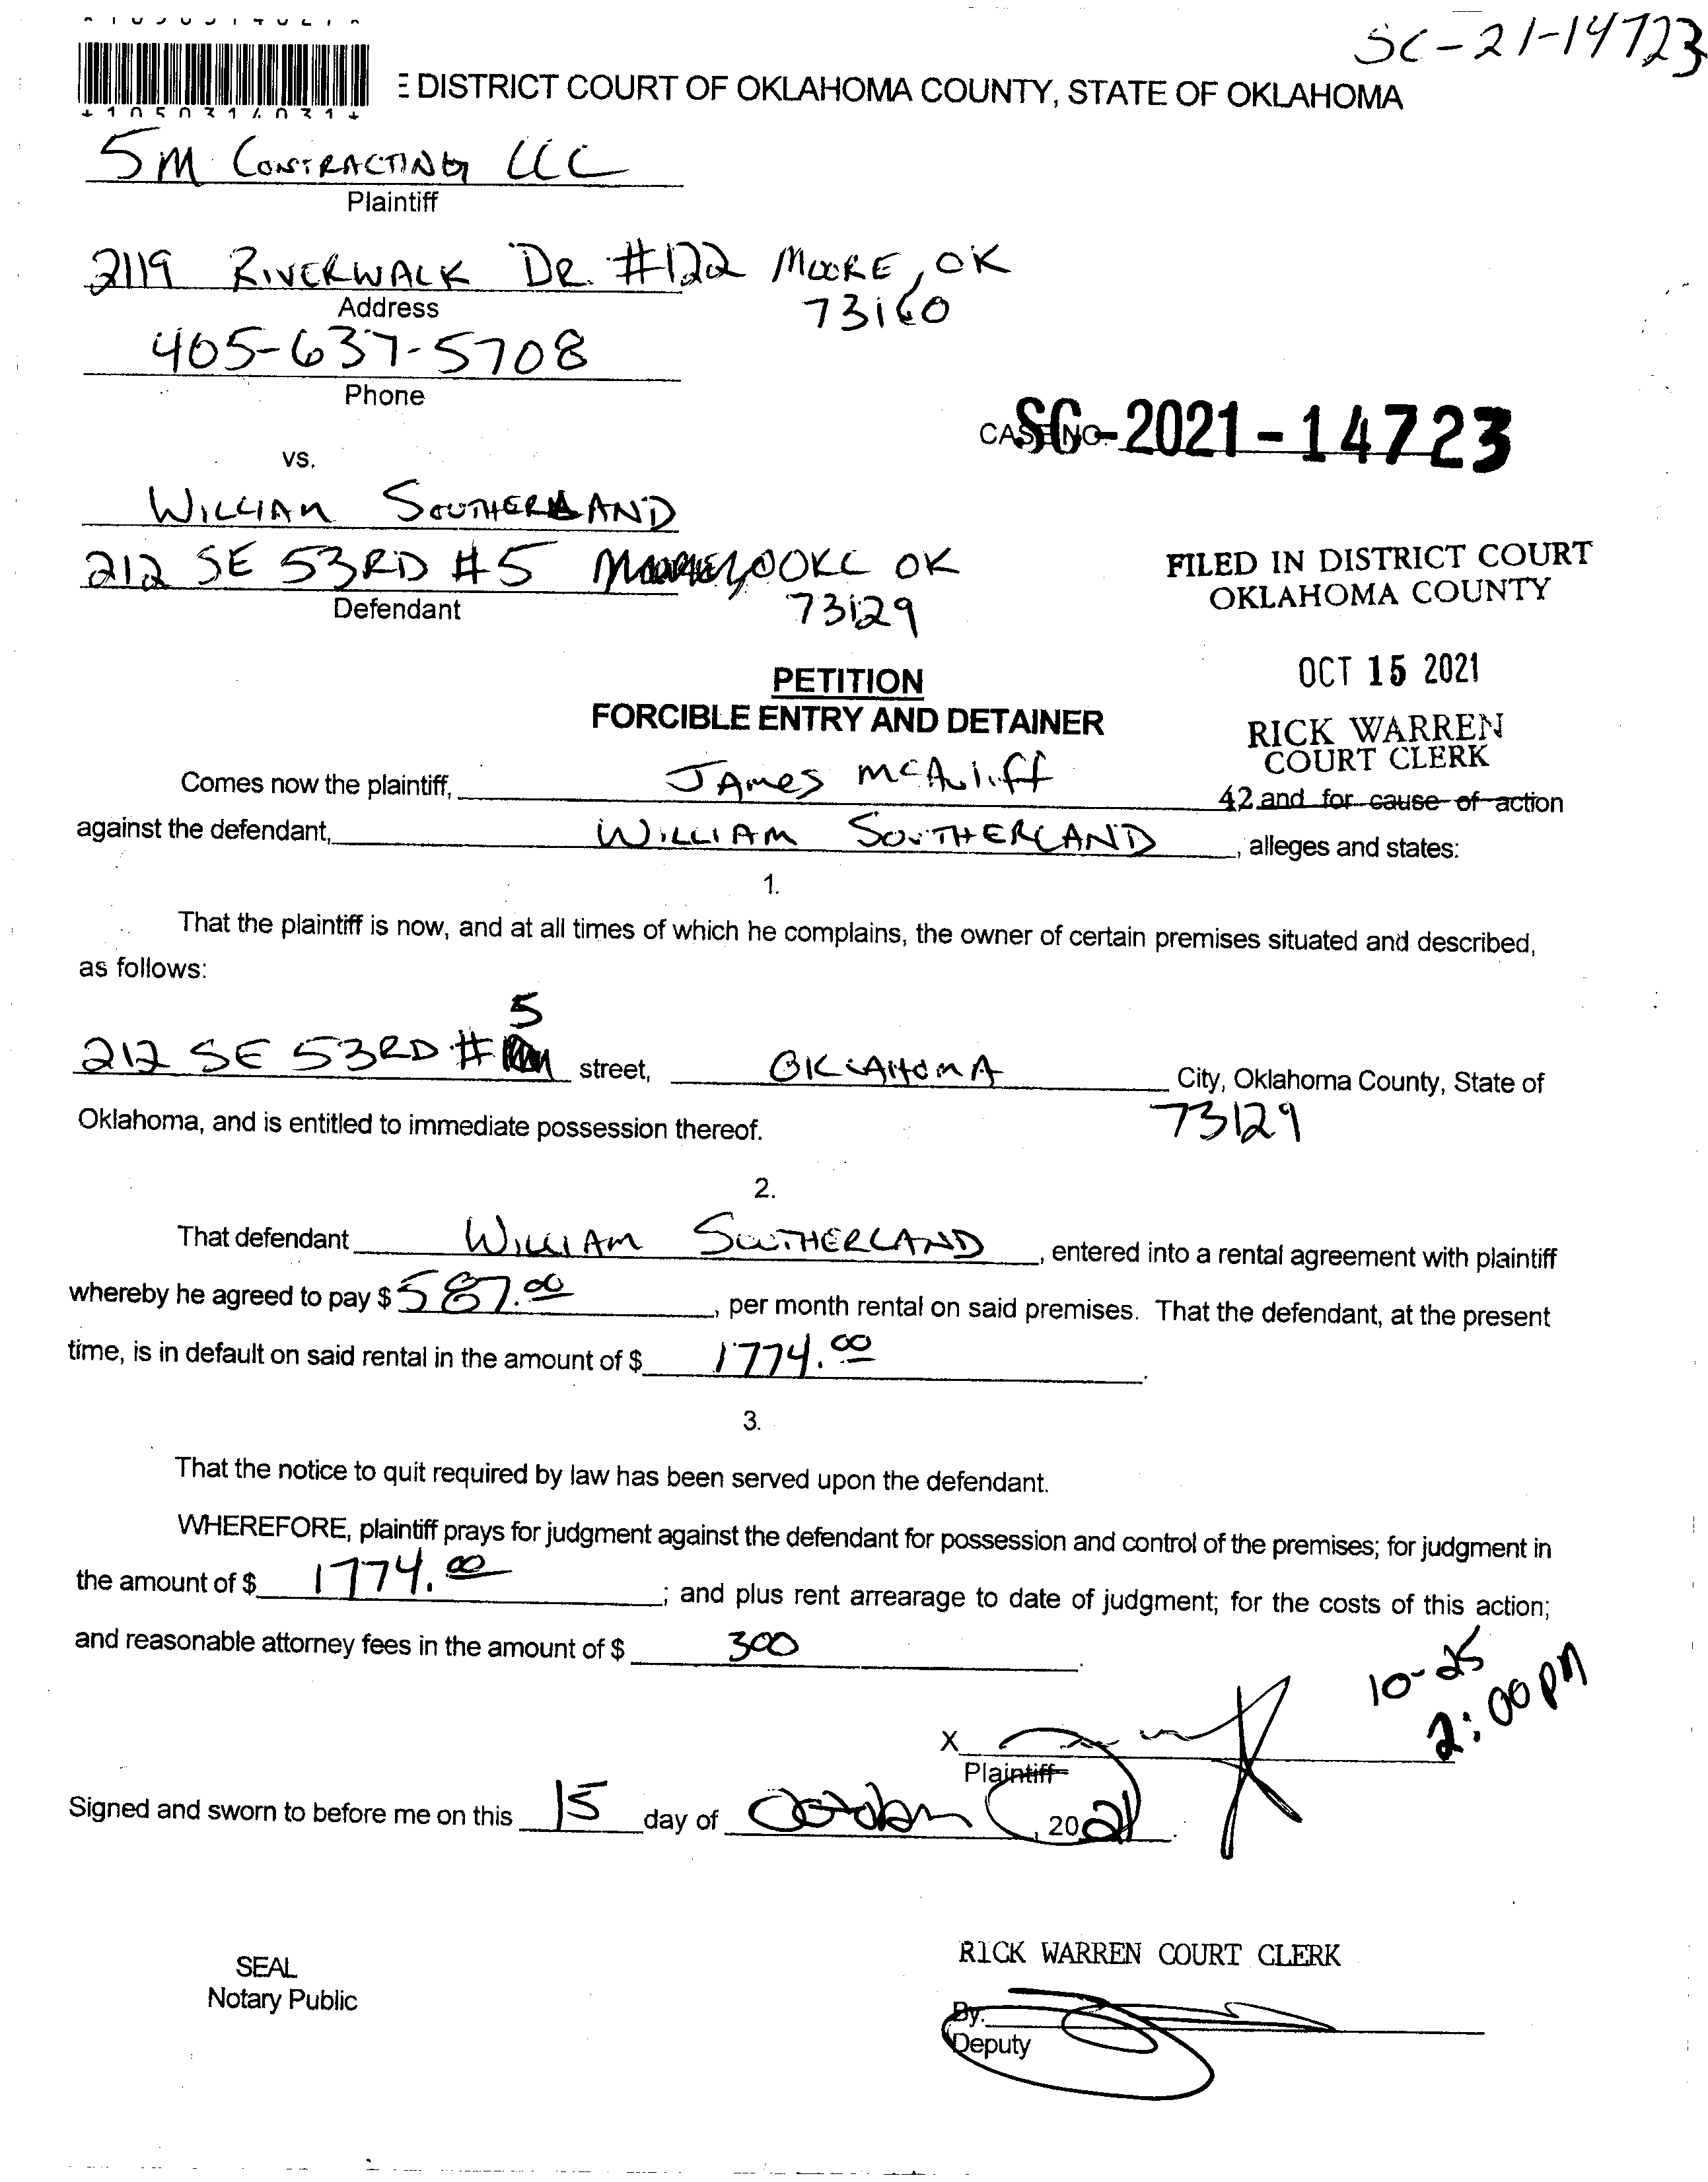 SC-21-14723
*1050314031*
E DISTRICT COURT OF OKLAHOMA COUNTY, STATE OF OKLAHOMA
5M CONTRACTING LLC
Plaintiff
2119 RIVERWALK DR. #122 MOORE, OK
Address
73160
405-637-5708
Phone
CASE NO. SC-2021-14723
vs.
WILLIAM SOUTHERLAND
212 SE 53RD #5 OKC OK
Defendant
73129
FILED IN DISTRICT COURT
OKLAHOMA COUNTY
OCT 15 2021
RICK WARREN
COURT CLERK
42
PETITION
FORCIBLE ENTRY AND DETAINER
Comes now the plaintiff, JAMES McAuliff and for cause of action
against the defendant, WILLIAM SOUTHERLAND, alleges and states:
1.
That the plaintiff is now, and at all times of which he complains, the owner of certain premises situated and described,
as follows:
212 SE 53RD #5 street, OKLAHOMA City, Oklahoma County, State of
Oklahoma, and is entitled to immediate possession thereof. 73129
2.
That defendant WILLIAM SOUTHERLAND, entered into a rental agreement with plaintiff
whereby he agreed to pay $ 587.00, per month rental on said premises. That the defendant, at the present
time, is in default on said rental in the amount of $ 1774.00.
3.
That the notice to quit required by law has been served upon the defendant.
WHEREFORE, plaintiff prays for judgment against the defendant for possession and control of the premises; for judgment in
the amount of $ 1774.00; and plus rent arrearage to date of judgment; for the costs of this action;
and reasonable attorney fees in the amount of $ 300.
10-25
2:00 PM
X
Plaintiff
Signed and sworn to before me on this 15 day of October, 2021.
SEAL
Notary Public
RICK WARREN COURT CLERK
By.
Deputy